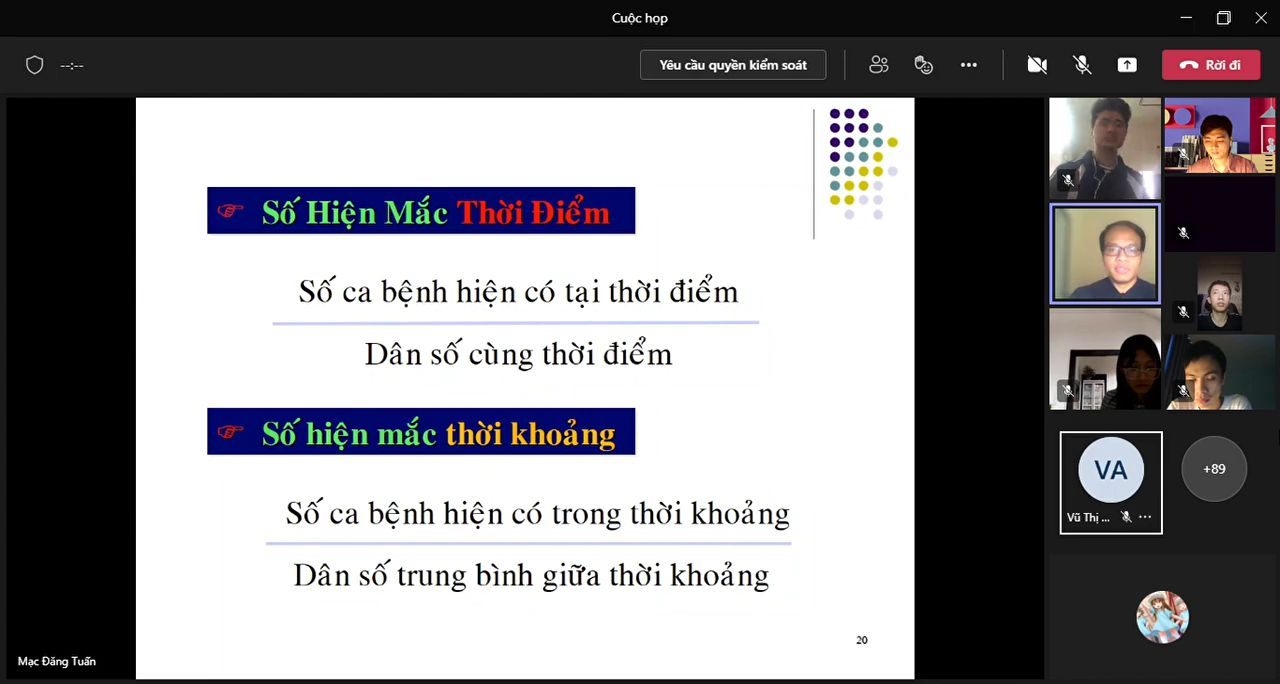 Cuộc họp
--:--
Yêu cầu quyền kiểm soát
Rời đi
Số Hiện Mắc Thời Điểm
Số ca bệnh hiện có tại thời điểm
Dân số cùng thời điểm
Số hiện mắc thời khoảng
Số ca bệnh hiện có trong thời khoảng
Dân số trung bình giữa thời khoảng
20
Mạc Đăng Tuấn
VA
Vũ Thị ...
+89